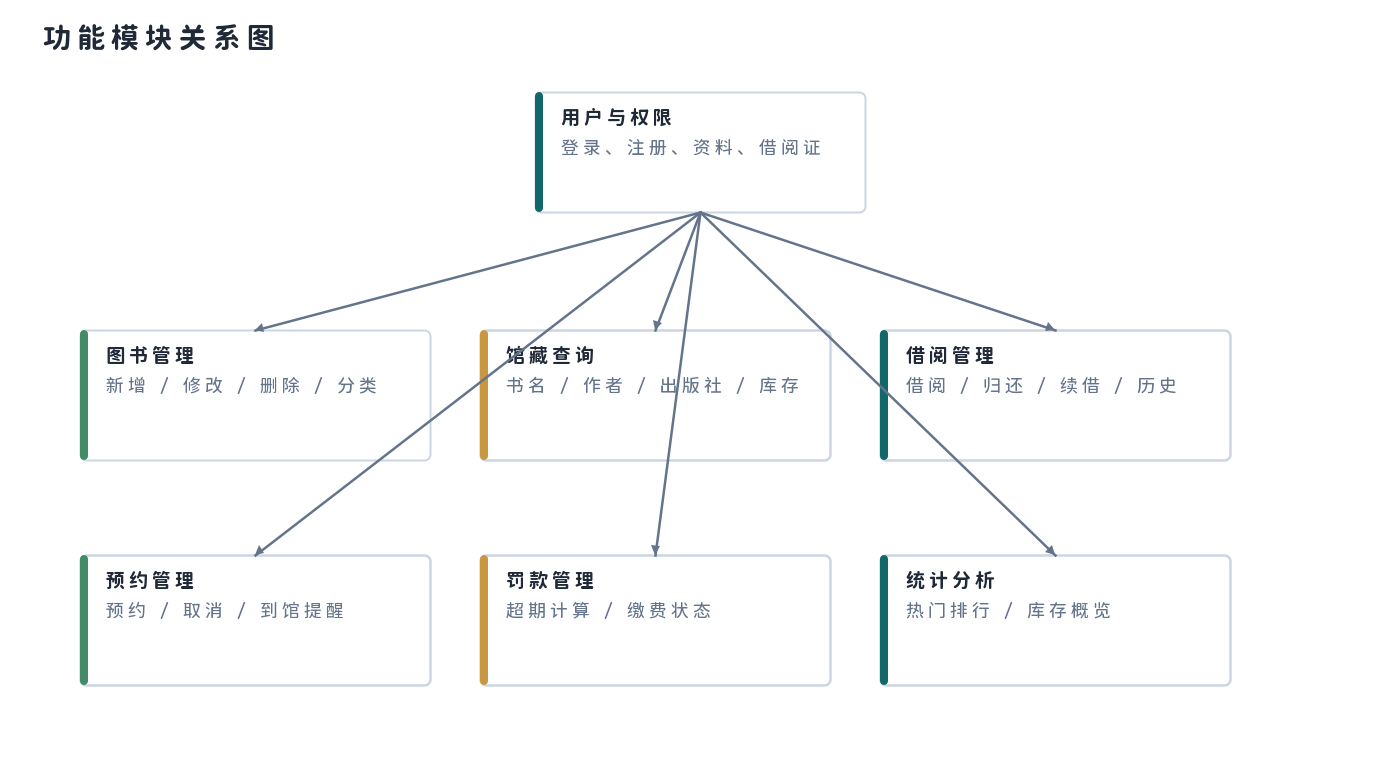 功能模块关系图
用户与权限
登录、注册、资料、借阅证
图书管理
新增 / 修改 / 删除 / 分类
馆藏查询
书名 / 作者 / 出版社 / 库存
借阅管理
借阅 / 归还 / 续借 / 历史
预约管理
预约 / 取消 / 到馆提醒
罚款管理
超期计算 / 缴费状态
统计分析
热门排行 / 库存概览